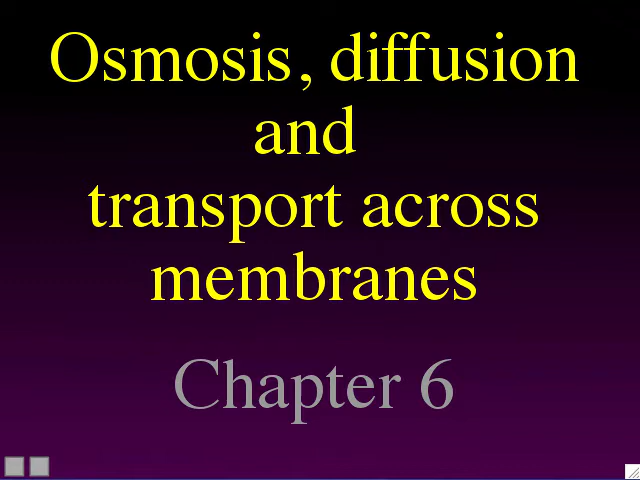 Osmosis, diffusion
and
transport across
membranes
Chapter 6